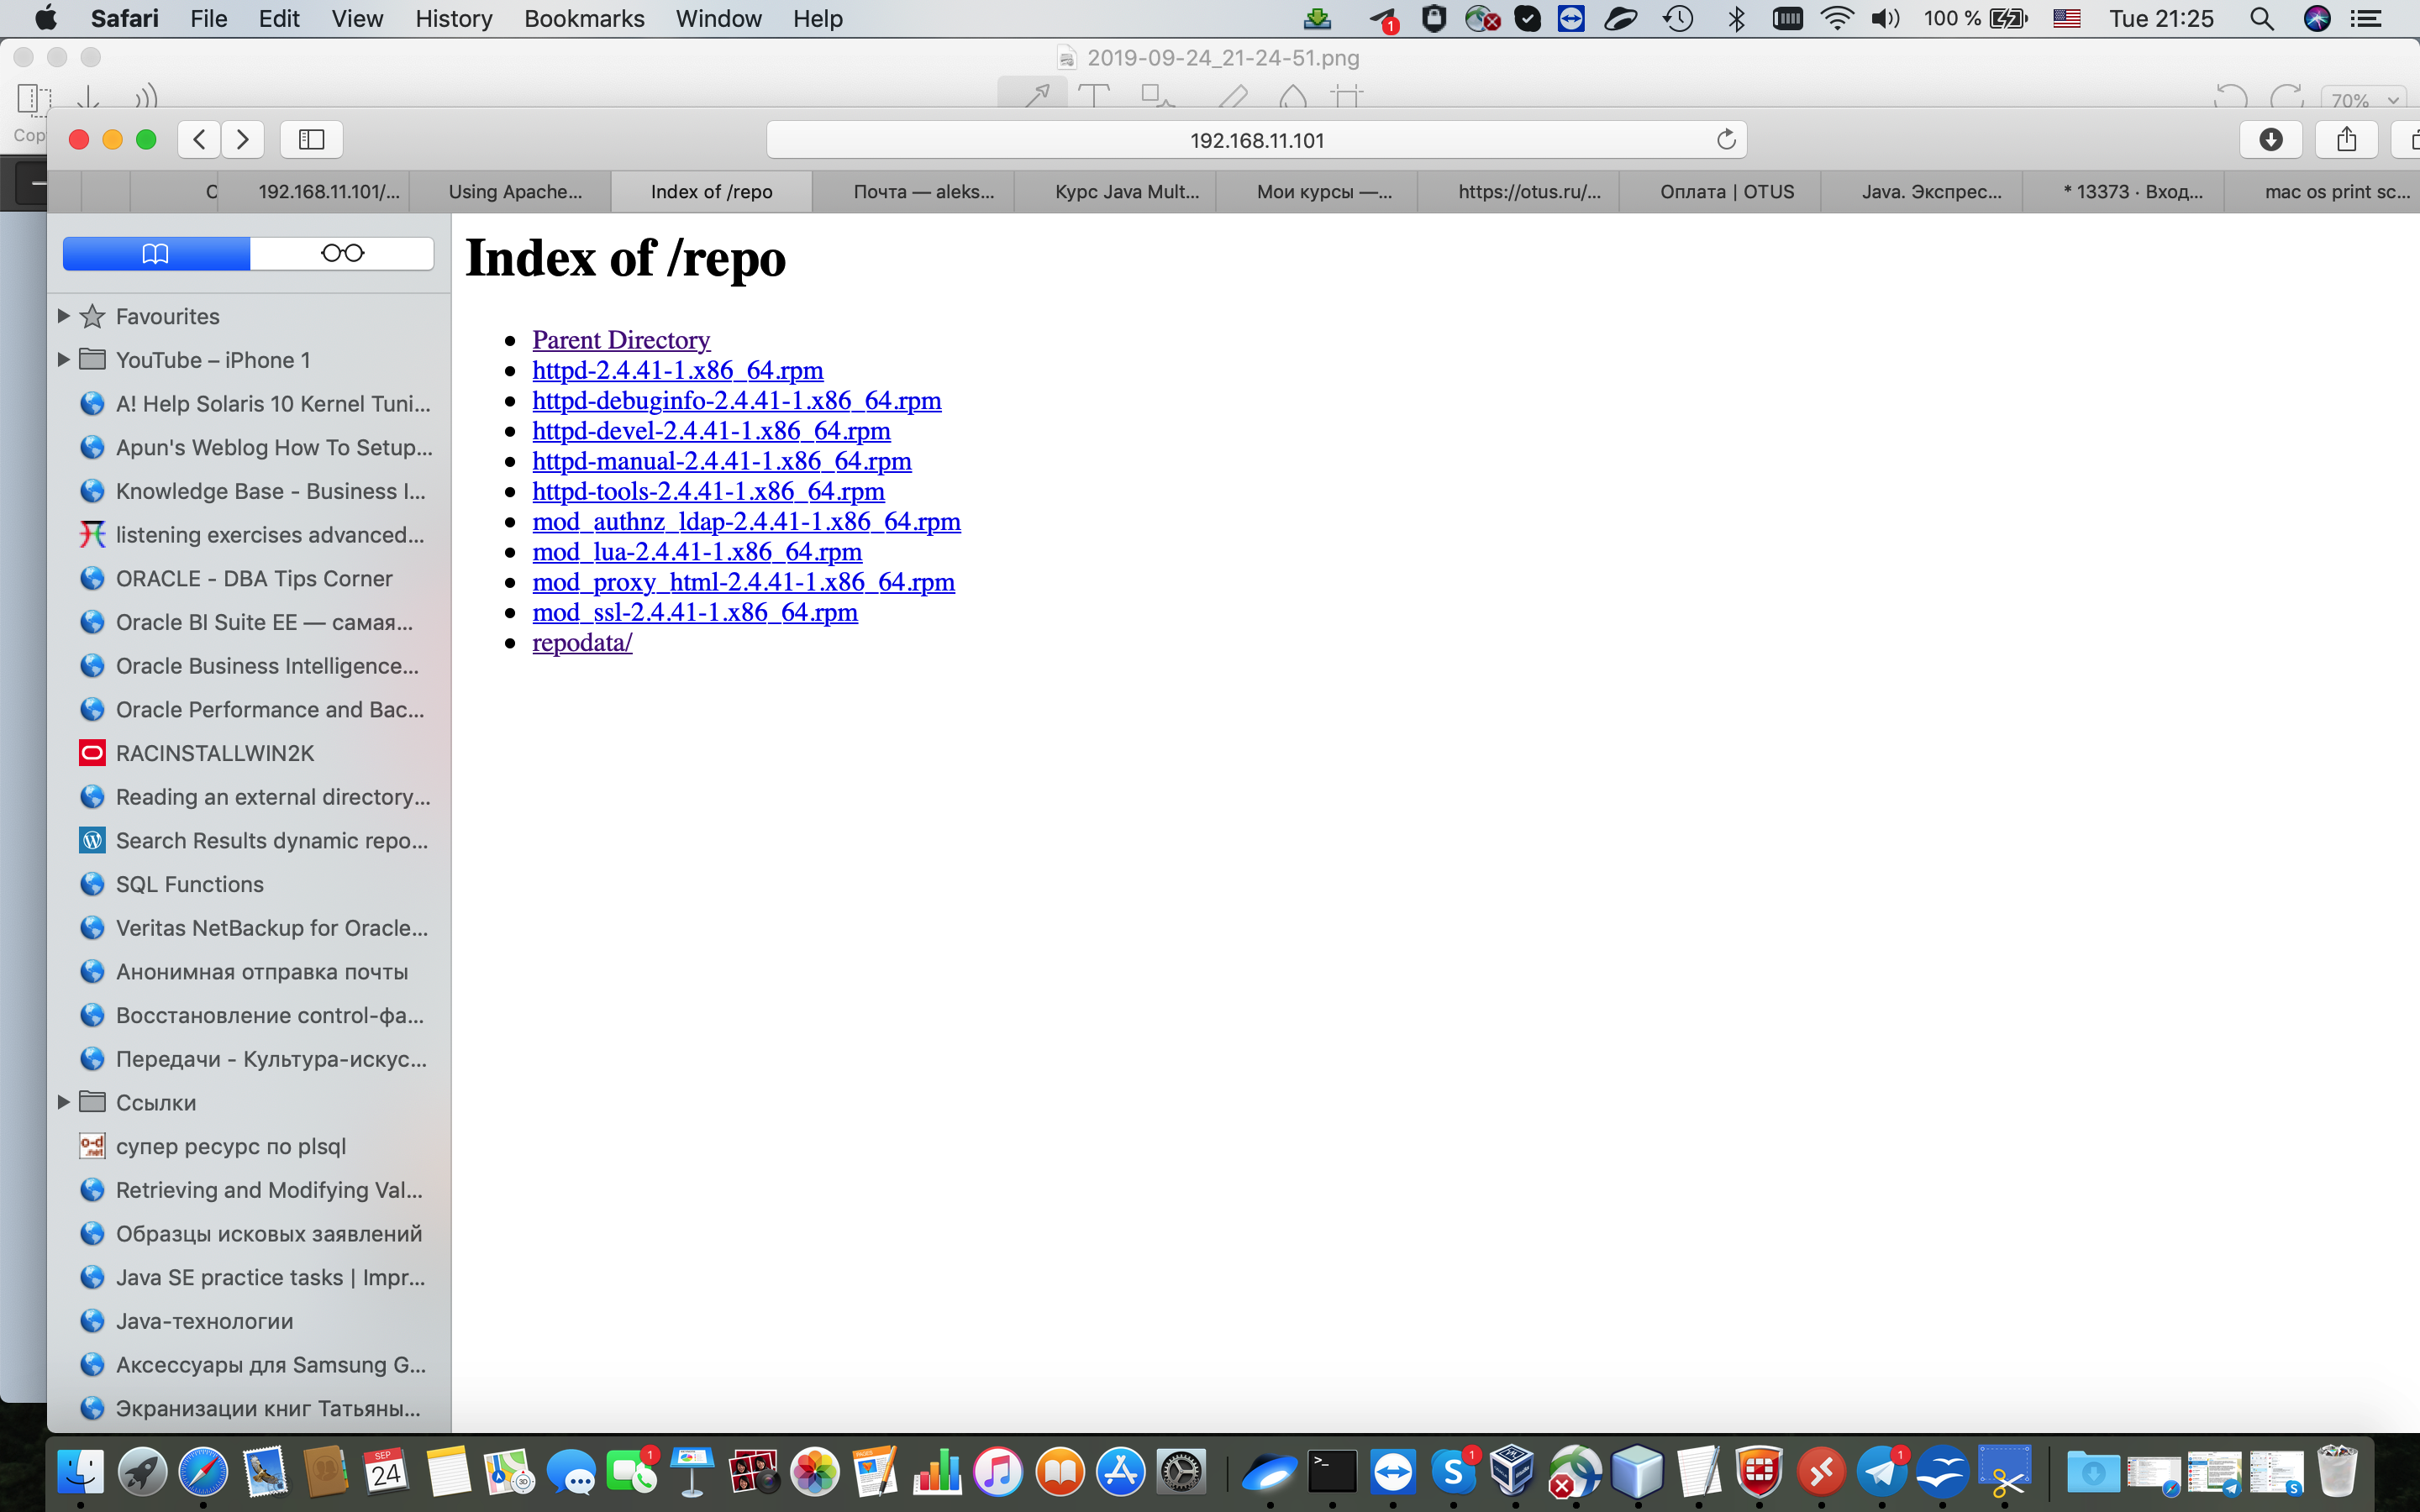 Safari File Edit View History Bookmarks Window Help 1 100 % Tue 21:25
2019-09-24_21-24-51.png
70%
192.168.11.101
192.168.11.101/... Using Apache... Index of /repo Почта — aleks... Курс Java Mult... Мои курсы —... https://otus.ru/... Оплата | OTUS Java. Экспрес... * 13373 · Вход... mac os print sc...
Index of /repo
Parent Directory
httpd-2.4.41-1.x86_64.rpm
httpd-debuginfo-2.4.41-1.x86_64.rpm
httpd-devel-2.4.41-1.x86_64.rpm
httpd-manual-2.4.41-1.x86_64.rpm
httpd-tools-2.4.41-1.x86_64.rpm
mod_authnz_ldap-2.4.41-1.x86_64.rpm
mod_lua-2.4.41-1.x86_64.rpm
mod_proxy_html-2.4.41-1.x86_64.rpm
mod_ssl-2.4.41-1.x86_64.rpm
repodata/
Favourites
YouTube – iPhone 1
A! Help Solaris 10 Kernel Tuni...
Apun's Weblog How To Setup...
Knowledge Base - Business I...
listening exercises advanced...
ORACLE - DBA Tips Corner
Oracle BI Suite EE — самая...
Oracle Business Intelligence...
Oracle Performance and Bac...
RACINSTALLWIN2K
Reading an external directory...
Search Results dynamic repo...
SQL Functions
Veritas NetBackup for Oracle...
Анонимная отправка почты
Восстановление control-фа...
Передачи - Культура-искус...
Ссылки
супер ресурс по plsql
Retrieving and Modifying Val...
Образцы исковых заявлений
Java SE practice tasks | Impr...
Java-технологии
Аксессуары для Samsung G...
Экранизации книг Татьяны...
SEP
24
1
1
1